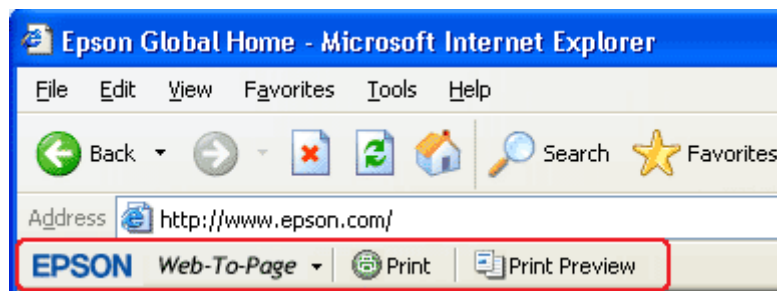 Epson Global Home - Microsoft Internet Explorer
File Edit View Favorites Tools Help
Back Search Favorites
Address http://www.epson.com/
EPSON Web-To-Page Print Print Preview